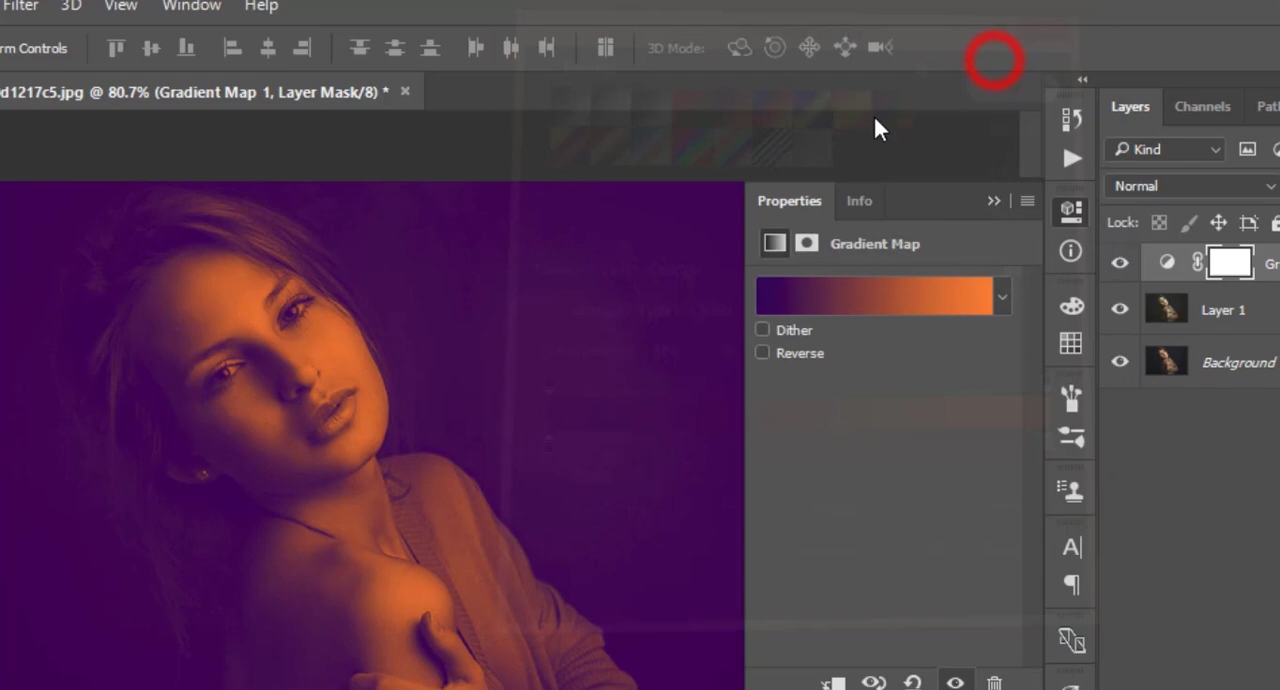 Filter 3D View Window Help
rm Controls 3D Mode:
d1217c5.jpg @ 80.7% (Gradient Map 1, Layer Mask/8) * ×
Layers Channels Pat
Kind
Properties Info
Normal
Lock:
Gradient Map
Gr
Layer 1
Dither
Reverse
Background